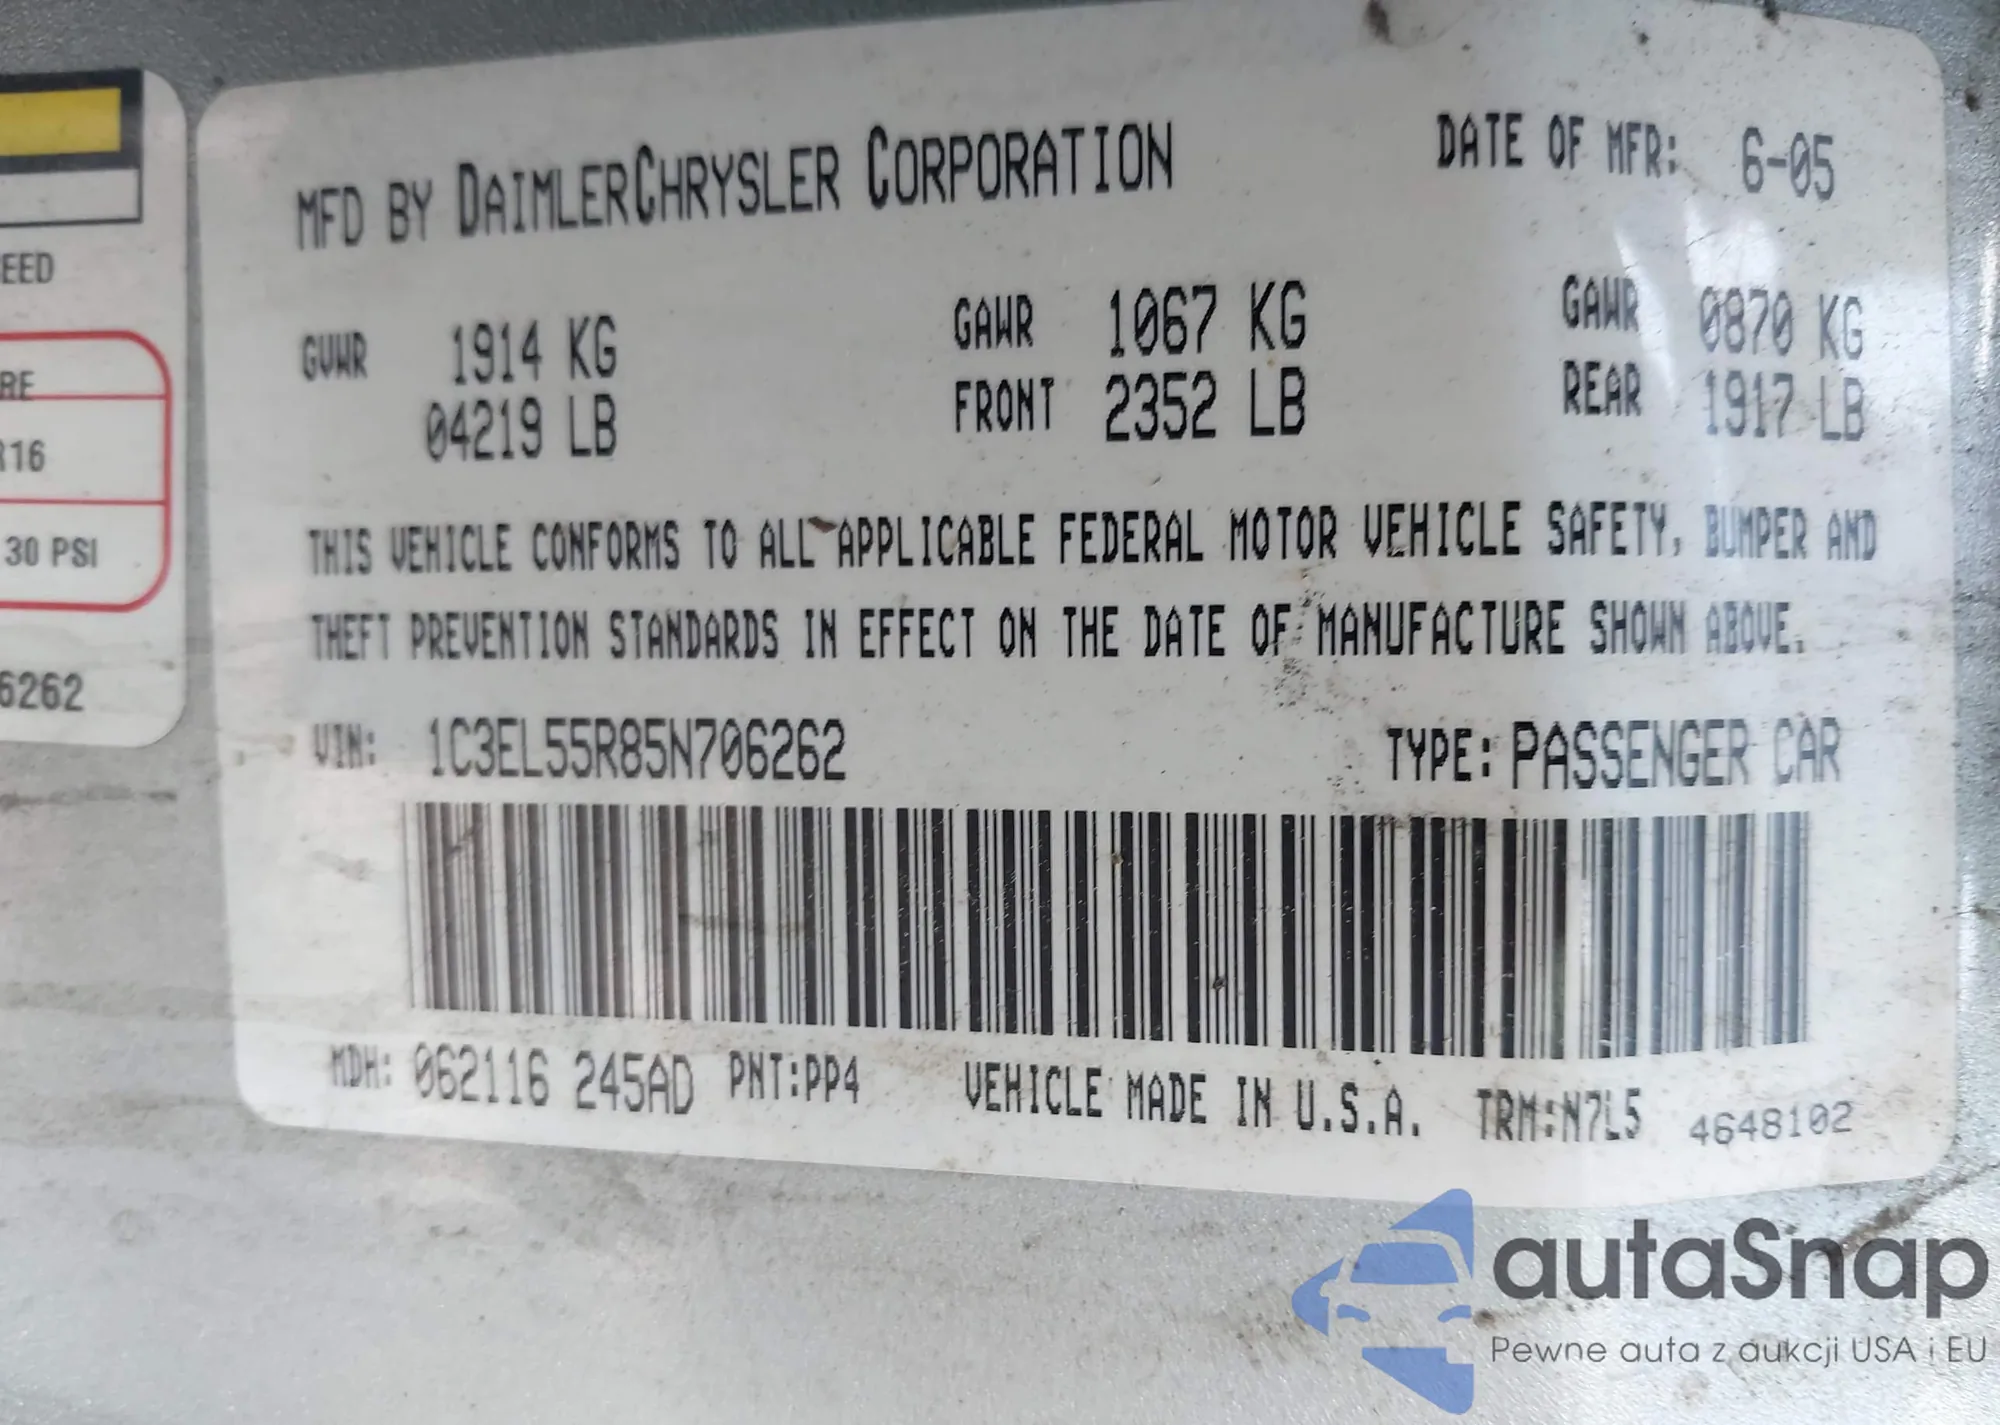 EED
RE
R16
30 PSI
6262
MFD BY DAIMLERCHRYSLER CORPORATION
DATE OF MFR: 6-05
GVWR 1914 KG
04219 LB
GAWR 1067 KG
FRONT 2352 LB
GAWR 0870 KG
REAR 1917 LB
THIS VEHICLE CONFORMS TO ALL APPLICABLE FEDERAL MOTOR VEHICLE SAFETY, BUMPER AND
THEFT PREVENTION STANDARDS IN EFFECT ON THE DATE OF MANUFACTURE SHOWN ABOVE.
VIN: 1C3EL55R85N706262
TYPE: PASSENGER CAR
MDH: 062116 245AD PNT:PP4 VEHICLE MADE IN U.S.A. TRM:N7L5 4648102
autaSnap
Pewne auta z aukcji USA i EU